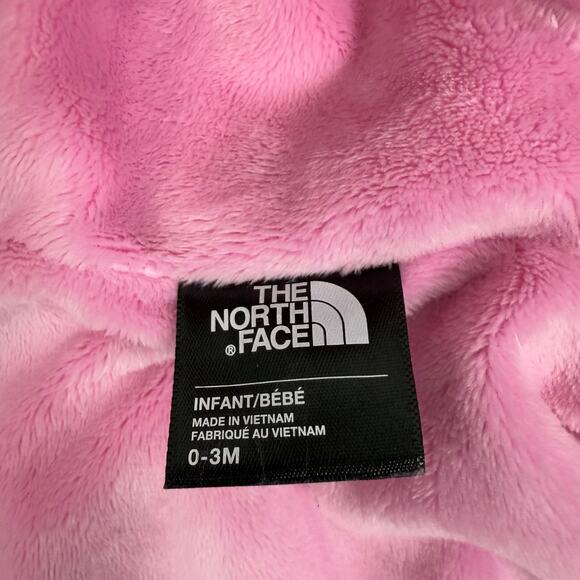 THE
NORTH
® FACE
INFANT/BÉBÉ
MADE IN VIETNAM
FABRIQUÉ AU VIETNAM
0-3M